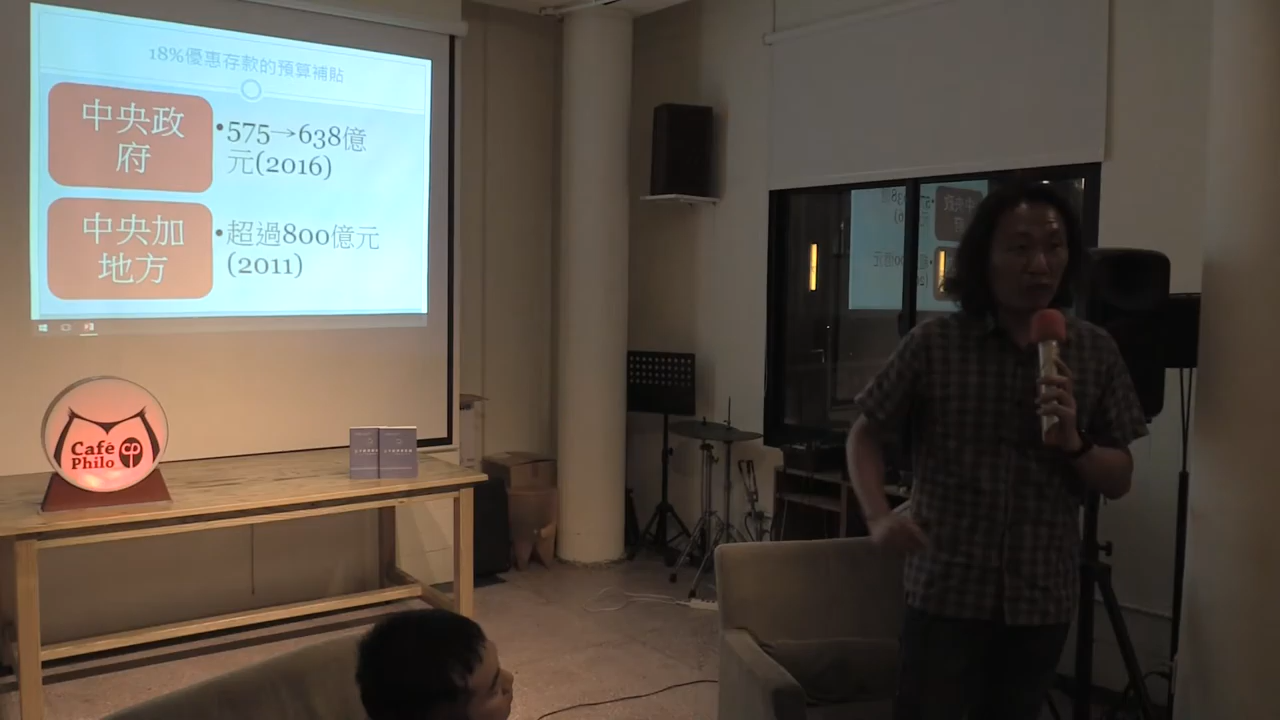 18%優惠存款的預算補貼
中央政
府
•575→638億
元(2016)
中央加
地方
•超過800億元
(2011)
Café
Philo
CP